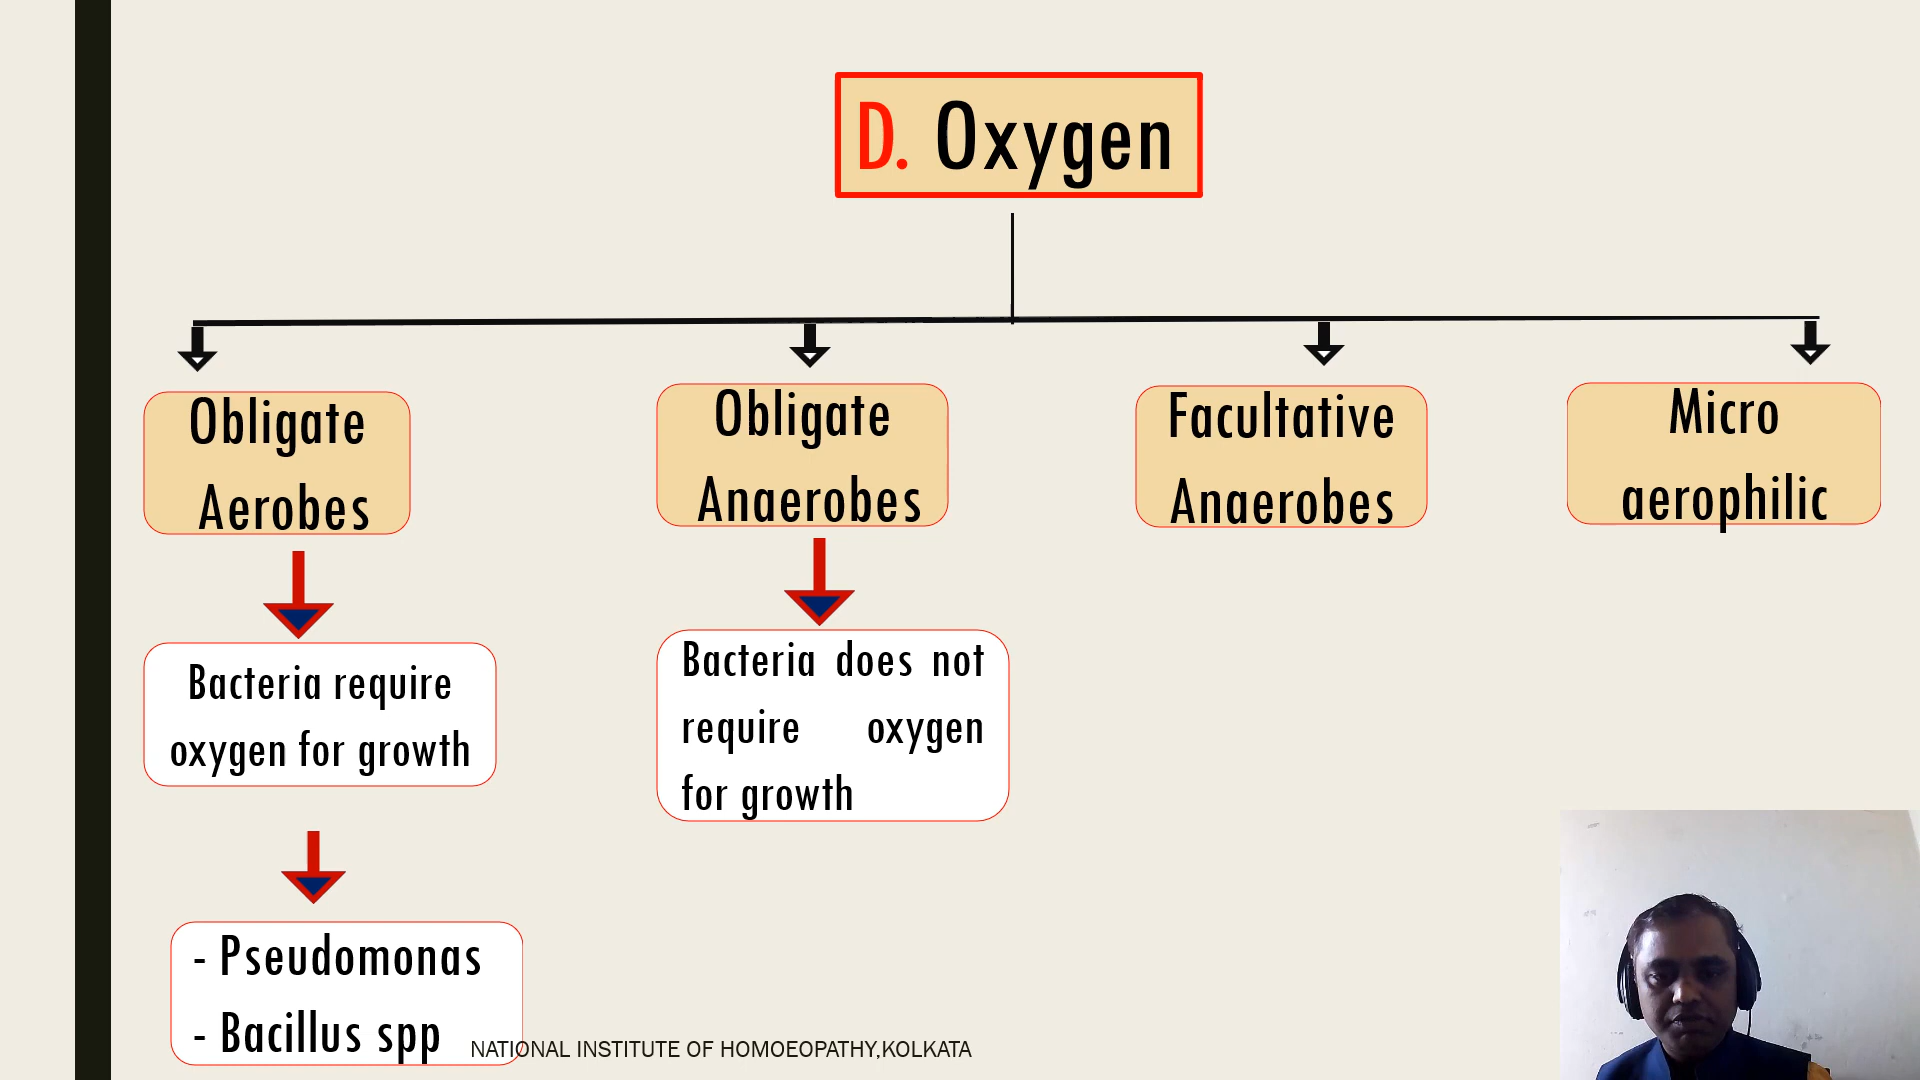 D. Oxygen
Obligate
Aerobes
Obligate
Anaerobes
Facultative
Anaerobes
Micro
aerophilic
Bacteria require
oxygen for growth
Bacteria does not
require oxygen
for growth
- Pseudomonas
- Bacillus spp
NATIONAL INSTITUTE OF HOMOEOPATHY,KOLKATA